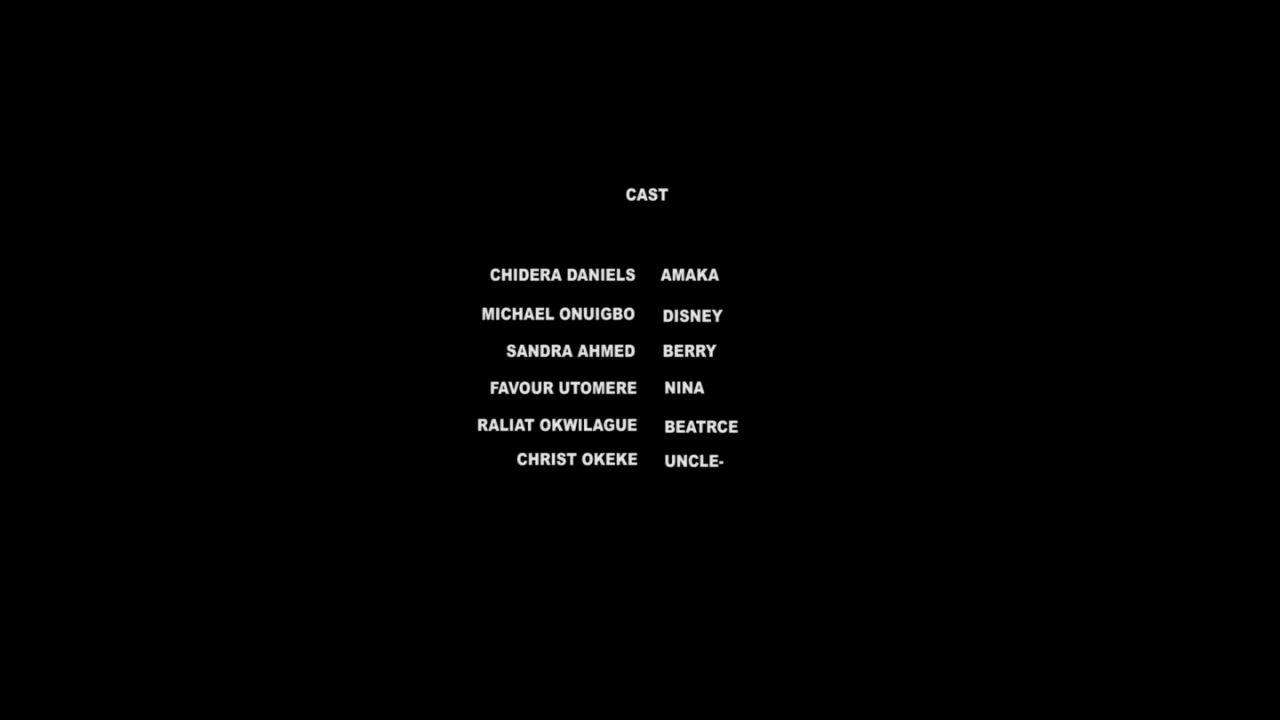 CAST
CHIDERA DANIELS AMAKA
MICHAEL ONUIGBO DISNEY
SANDRA AHMED BERRY
FAVOUR UTOMERE NINA
RALIAT OKWILAGUE BEATRCE
CHRIST OKEKE UNCLE-